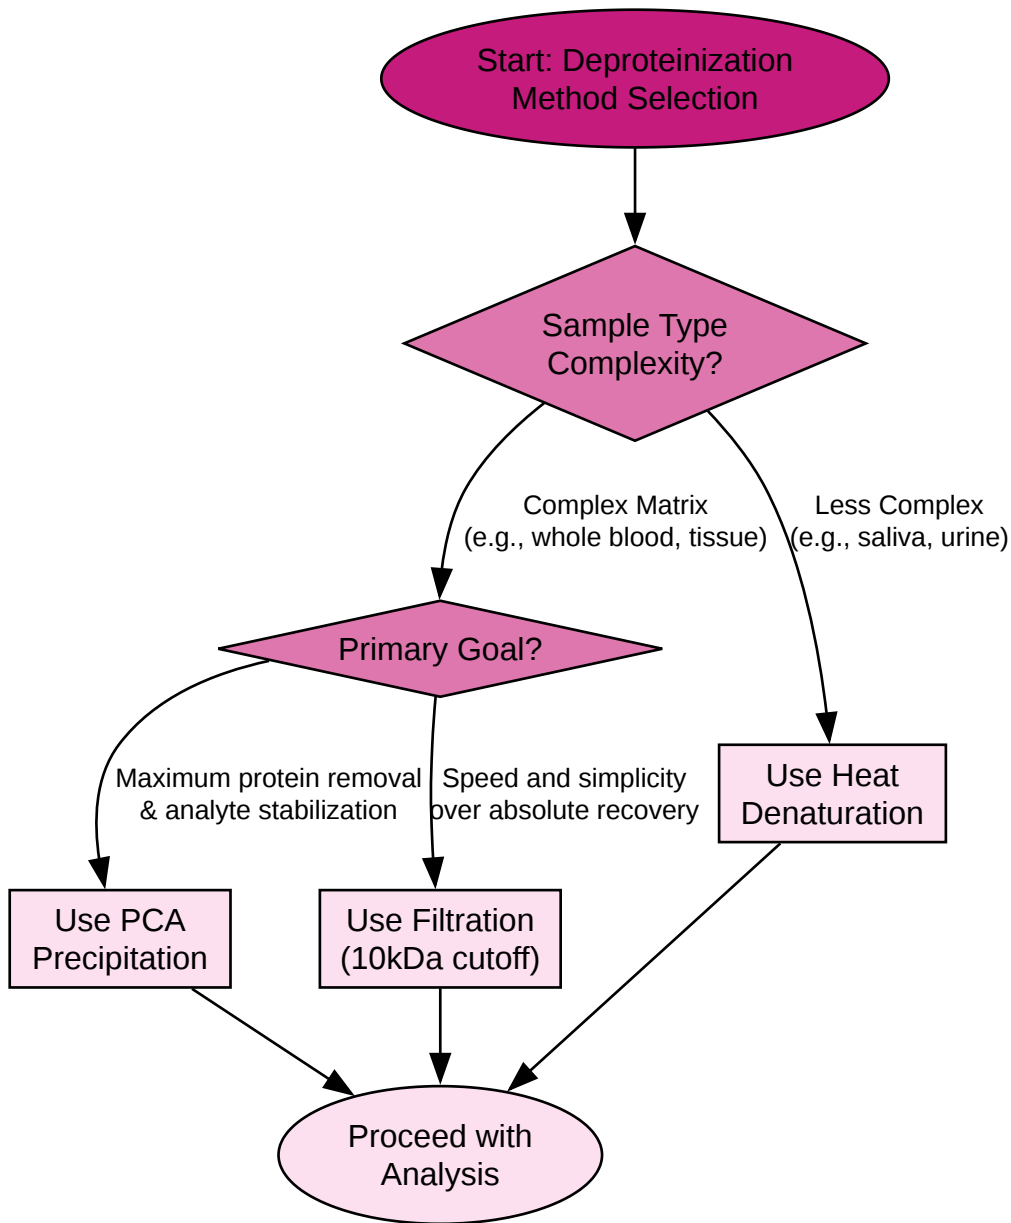 Start: Deproteinization
Method Selection
Sample Type
Complexity?
Complex Matrix
(e.g., whole blood, tissue)
Less Complex
(e.g., saliva, urine)
Primary Goal?
Maximum protein removal
& analyte stabilization
Speed and simplicity
over absolute recovery
Use Heat
Denaturation
Use PCA
Precipitation
Use Filtration
(10kDa cutoff)
Proceed with
Analysis